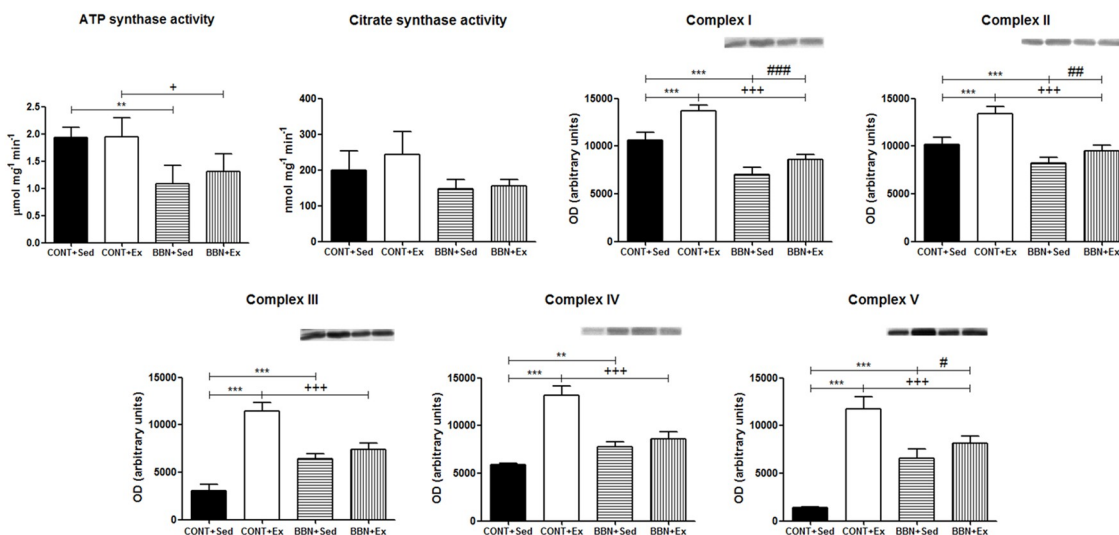 ATP synthase activity
µmol mg-1 min-1
2.5
2.0
1.5
1.0
0.5
0.0
**
+
CONT+Sed CONT+Ex BBN+Sed BBN+Ex
Citrate synthase activity
nmol mg-1 min-1
400
300
200
100
0
CONT+Sed CONT+Ex BBN+Sed BBN+Ex
Complex I
OD (arbitrary units)
15000
10000
5000
0
*** ###
*** +++
CONT+Sed CONT+Ex BBN+Sed BBN+Ex
Complex II
OD (arbitrary units)
15000
10000
5000
0
*** ##
*** +++
CONT+Sed CONT+Ex BBN+Sed BBN+Ex
Complex III
OD (arbitrary units)
15000
10000
5000
0
***
*** +++
CONT+Sed CONT+Ex BBN+Sed BBN+Ex
Complex IV
OD (arbitrary units)
15000
10000
5000
0
**
*** +++
CONT+Sed CONT+Ex BBN+Sed BBN+Ex
Complex V
OD (arbitrary units)
15000
10000
5000
0
*** #
*** +++
CONT+Sed CONT+Ex BBN+Sed BBN+Ex